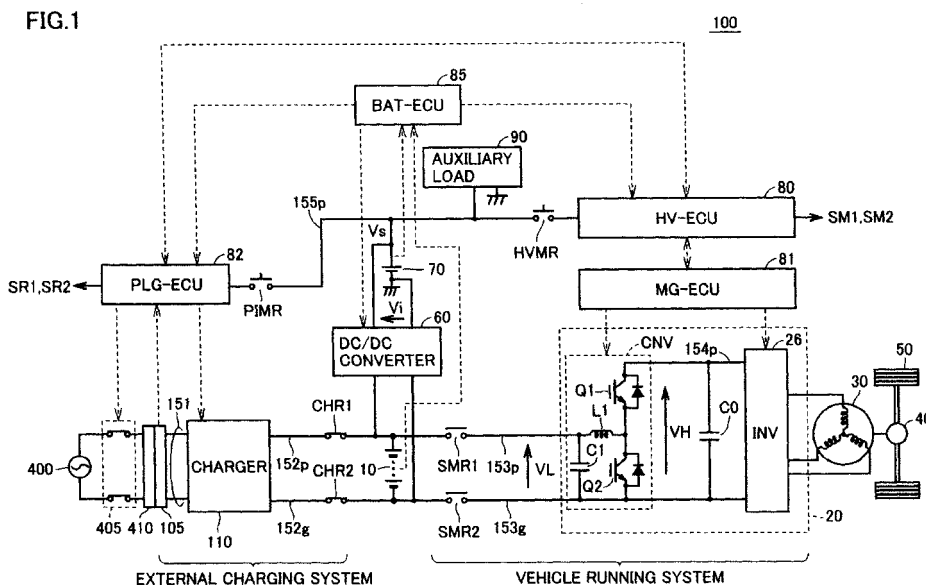 FIG.1
100
85
BAT-ECU
90
AUXILIARY
LOAD
155p
80
HV-ECU
SM1,SM2
HVMR
Vs
82
PLG-ECU
SR1,SR2
PIMR
70
81
MG-ECU
Vi
60
DC/DC
CONVERTER
CNV
154p
26
50
Q1
30
L1
C0
40
INV
VH
151
CHR1
400
CHARGER
152p
10
SMR1
153p
C1
CHR2
VL
Q2
405
410
105
110
152g
SMR2
153g
20
EXTERNAL CHARGING SYSTEM
VEHICLE RUNNING SYSTEM